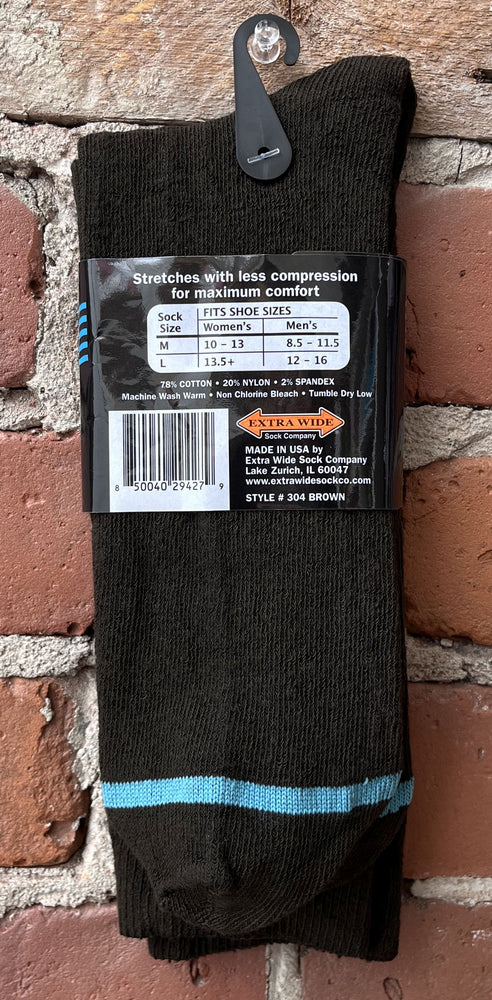 Stretches with less compression
for maximum comfort
Sock Size FITS SHOE SIZES
Women's Men's
M 10 – 13 8.5 – 11.5
L 13.5+ 12 – 16
78% COTTON • 20% NYLON • 2% SPANDEX
Machine Wash Warm • Non Chlorine Bleach • Tumble Dry Low
EXTRA WIDE
Sock Company
MADE IN USA by
Extra Wide Sock Company
Lake Zurich, IL 60047
www.extrawidesockco.com
STYLE # 304 BROWN
8 50040 29427 9